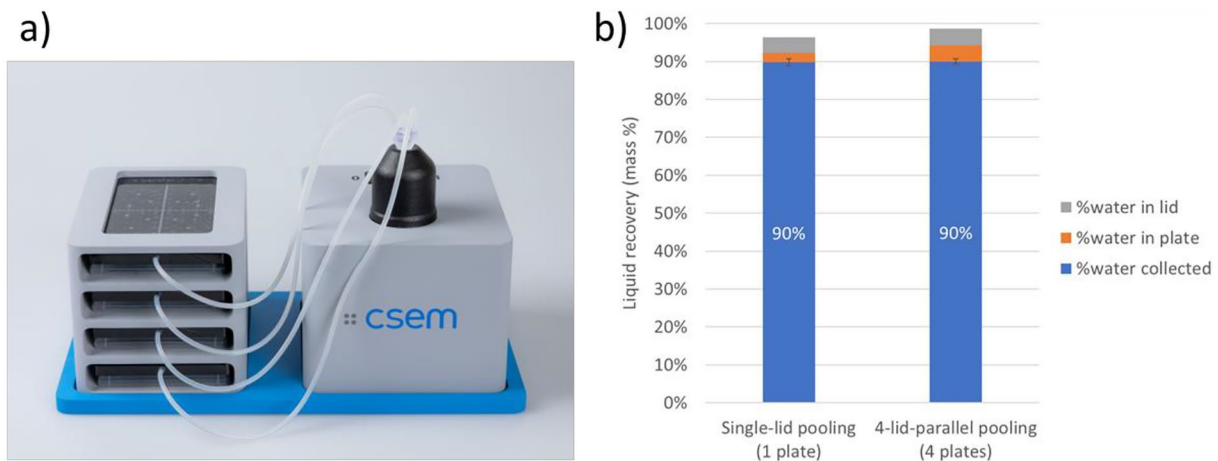 a)
csem
b)
Liquid recovery (mass %)
100%
90%
80%
70%
60%
50%
40%
30%
20%
10%
0%
90%
90%
Single-lid pooling
(1 plate)
4-lid-parallel pooling
(4 plates)
%water in lid
%water in plate
%water collected